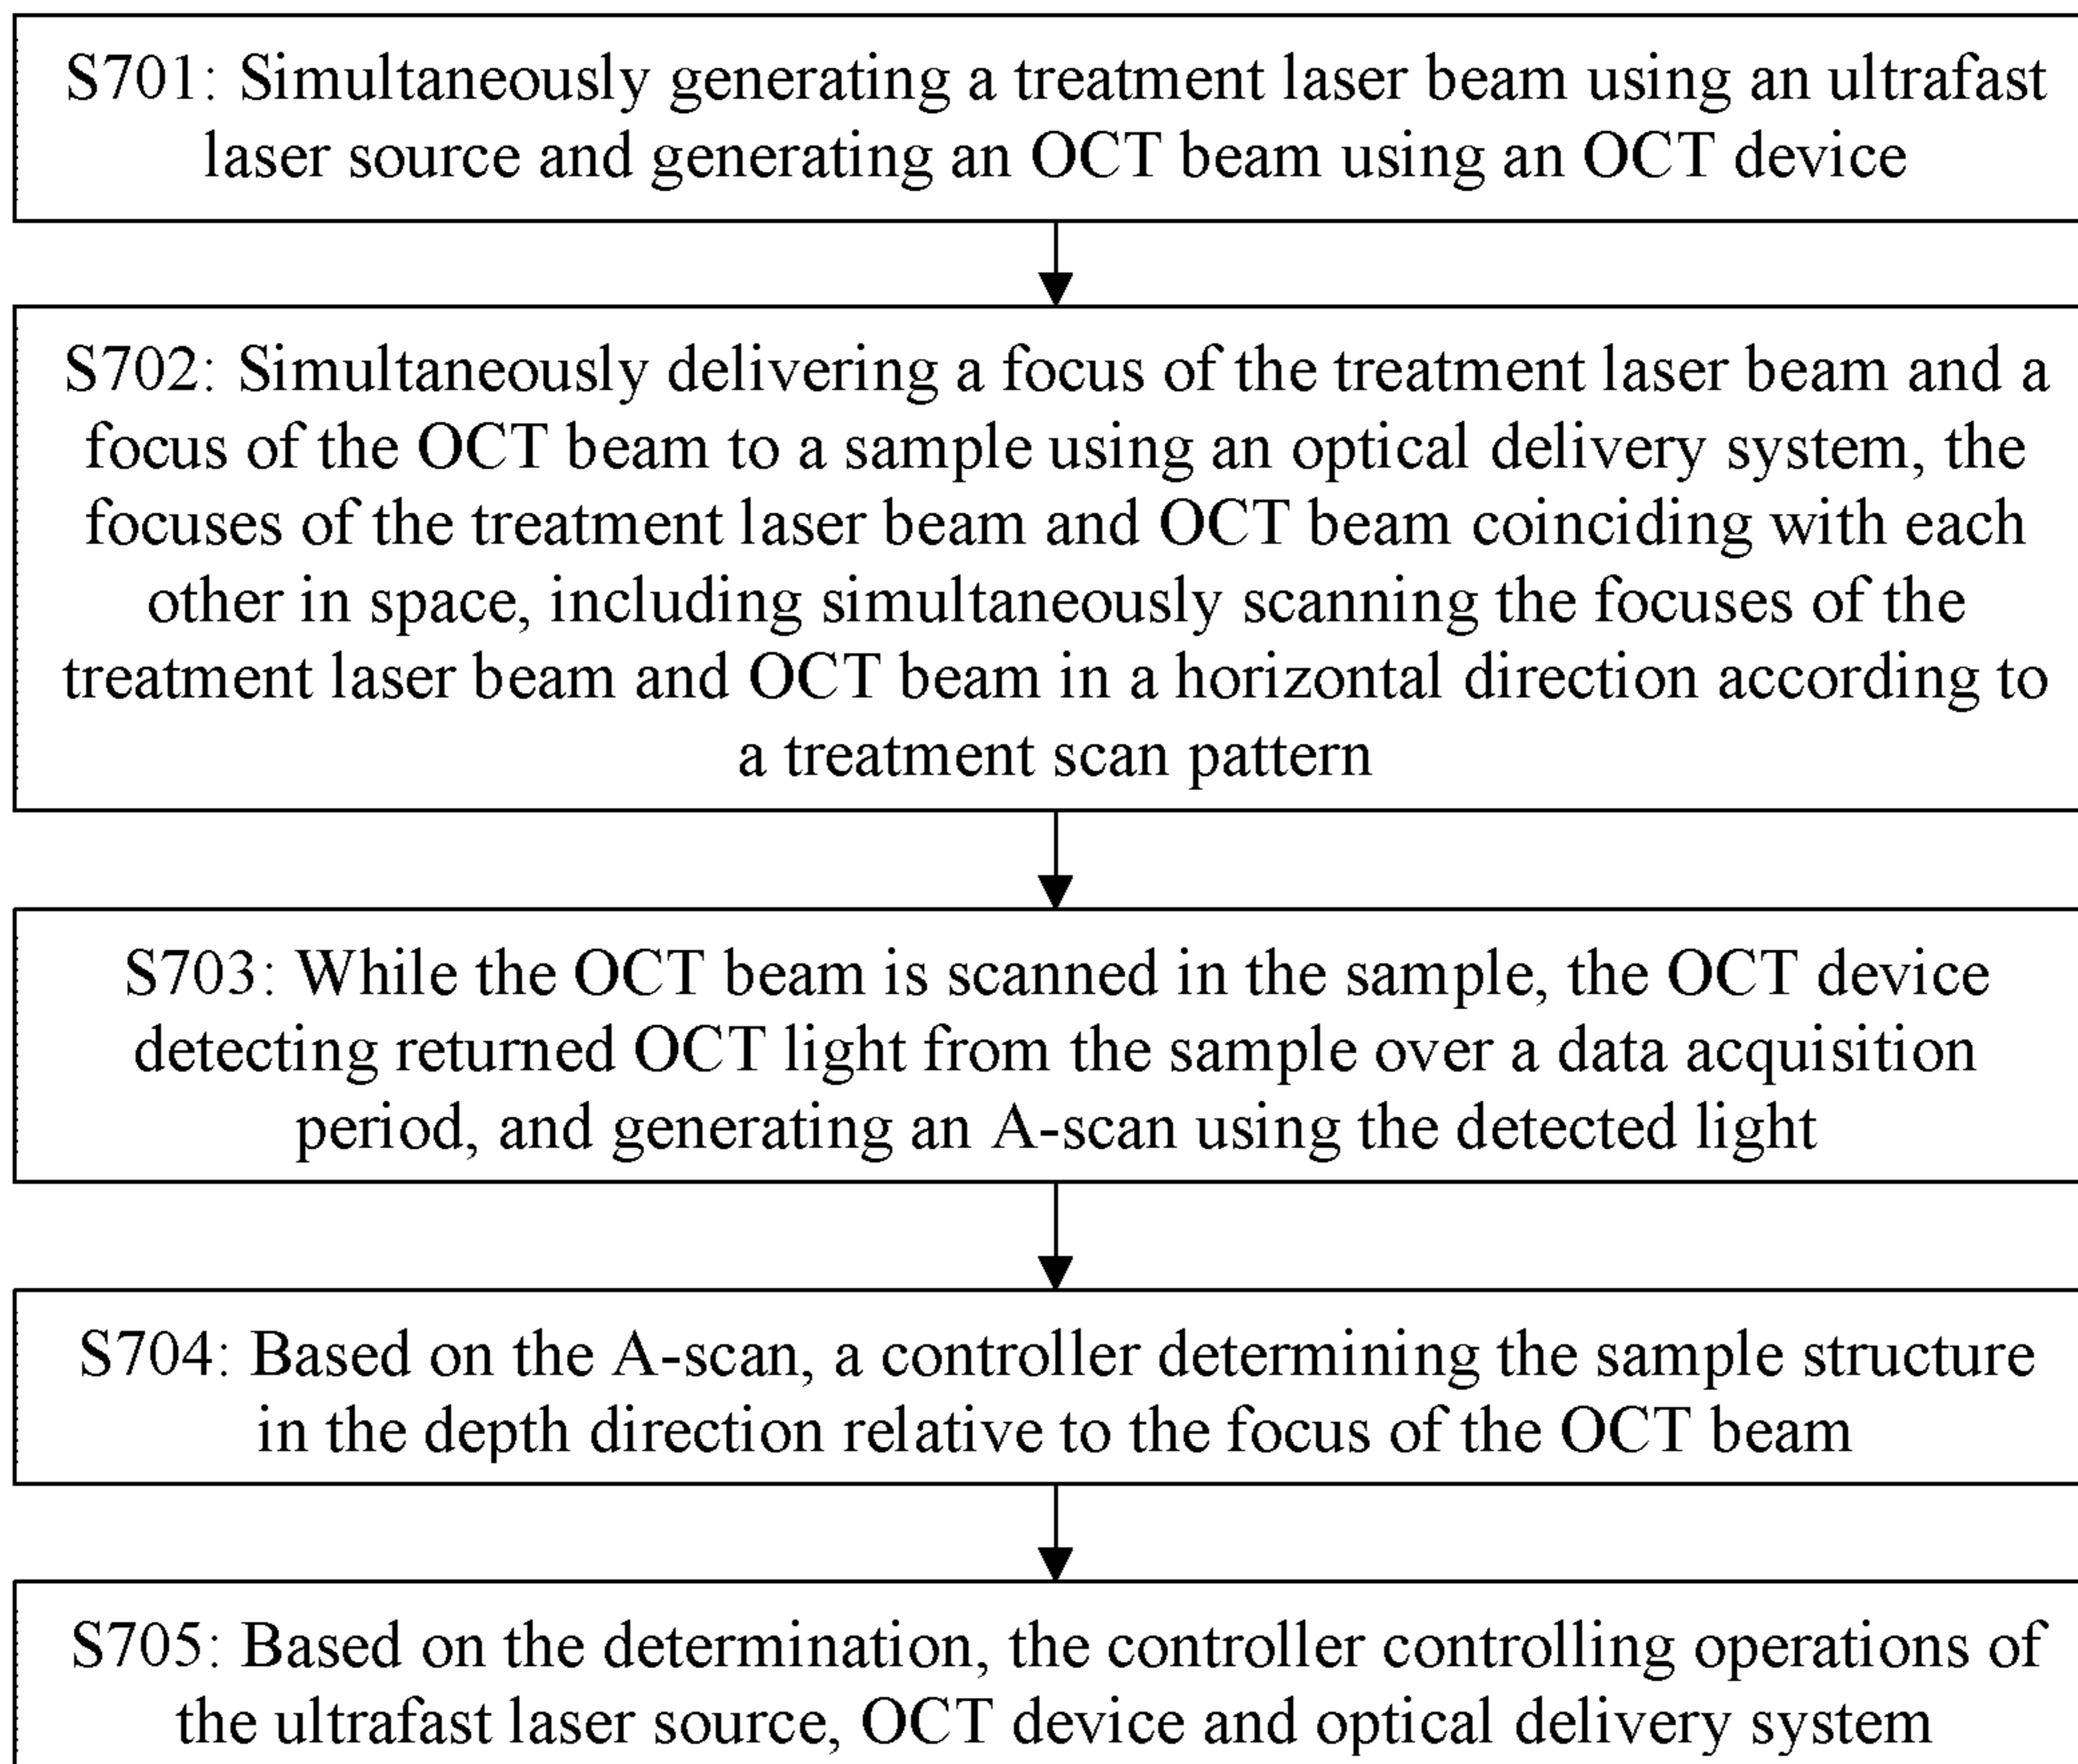 S701: Simultaneously generating a treatment laser beam using an ultrafast
laser source and generating an OCT beam using an OCT device
S702: Simultaneously delivering a focus of the treatment laser beam and a
focus of the OCT beam to a sample using an optical delivery system, the
focuses of the treatment laser beam and OCT beam coinciding with each
other in space, including simultaneously scanning the focuses of the
treatment laser beam and OCT beam in a horizontal direction according to
a treatment scan pattern
S703: While the OCT beam is scanned in the sample, the OCT device
detecting returned OCT light from the sample over a data acquisition
period, and generating an A-scan using the detected light
S704: Based on the A-scan, a controller determining the sample structure
in the depth direction relative to the focus of the OCT beam
S705: Based on the determination, the controller controlling operations of
the ultrafast laser source, OCT device and optical delivery system